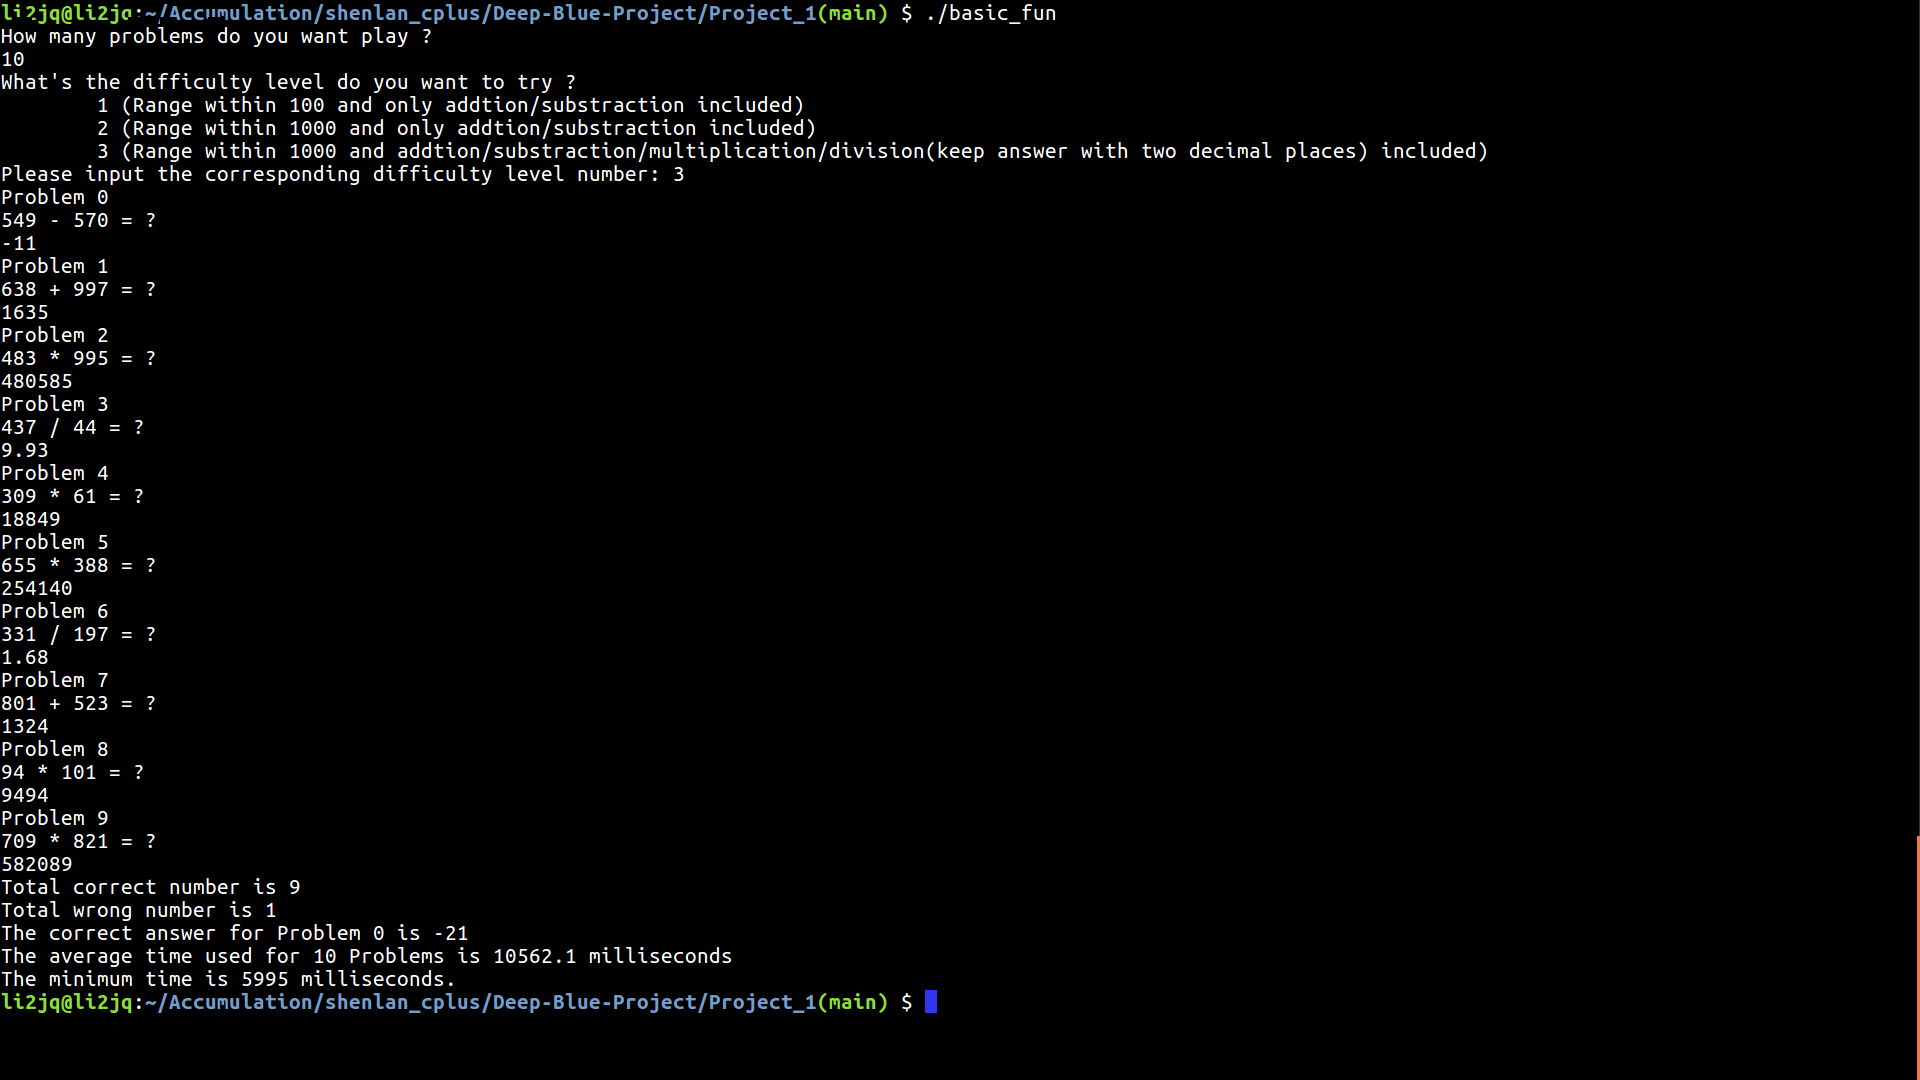 li2jq@li2jq:~/Accumulation/shenlan_cplus/Deep-Blue-Project/Project_1(main) $ ./basic_fun
How many problems do you want play ?
10
What's the difficulty level do you want to try ?
        1 (Range within 100 and only addtion/substraction included)
        2 (Range within 1000 and only addtion/substraction included)
        3 (Range within 1000 and addtion/substraction/multiplication/division(keep answer with two decimal places) included)
Please input the corresponding difficulty level number: 3
Problem 0
549 - 570 = ?
-11
Problem 1
638 + 997 = ?
1635
Problem 2
483 * 995 = ?
480585
Problem 3
437 / 44 = ?
9.93
Problem 4
309 * 61 = ?
18849
Problem 5
655 * 388 = ?
254140
Problem 6
331 / 197 = ?
1.68
Problem 7
801 + 523 = ?
1324
Problem 8
94 * 101 = ?
9494
Problem 9
709 * 821 = ?
582089
Total correct number is 9
Total wrong number is 1
The correct answer for Problem 0 is -21
The average time used for 10 Problems is 10562.1 milliseconds
The minimum time is 5995 milliseconds.
li2jq@li2jq:~/Accumulation/shenlan_cplus/Deep-Blue-Project/Project_1(main) $